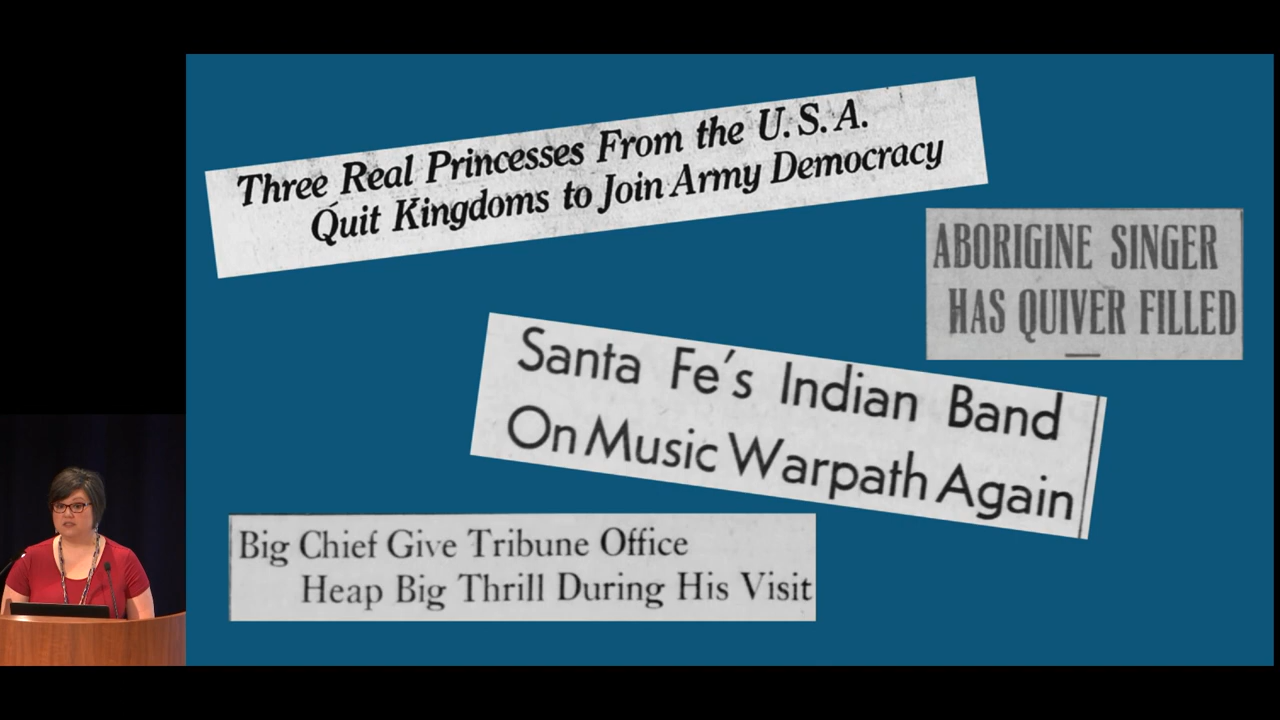 Three Real Princesses From the U.S.A.
Quit Kingdoms to Join Army Democracy
ABORIGINE SINGER
HAS QUIVER FILLED
Santa Fe's Indian Band
On Music Warpath Again
Big Chief Give Tribune Office
Heap Big Thrill During His Visit